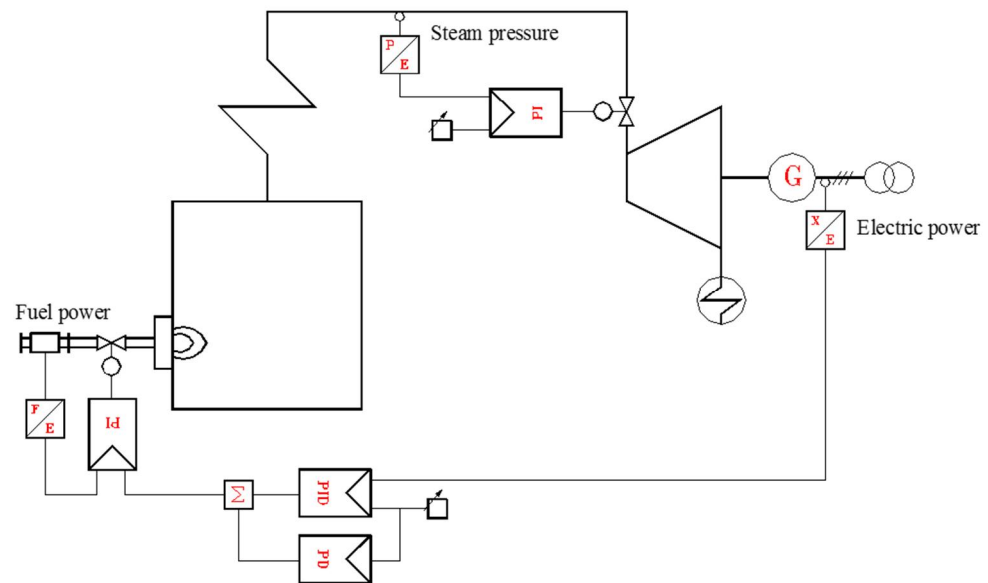 Steam pressure
P
E
PI
G
X
E
Electric power
Fuel power
F
E
PI
Σ
PID
PD